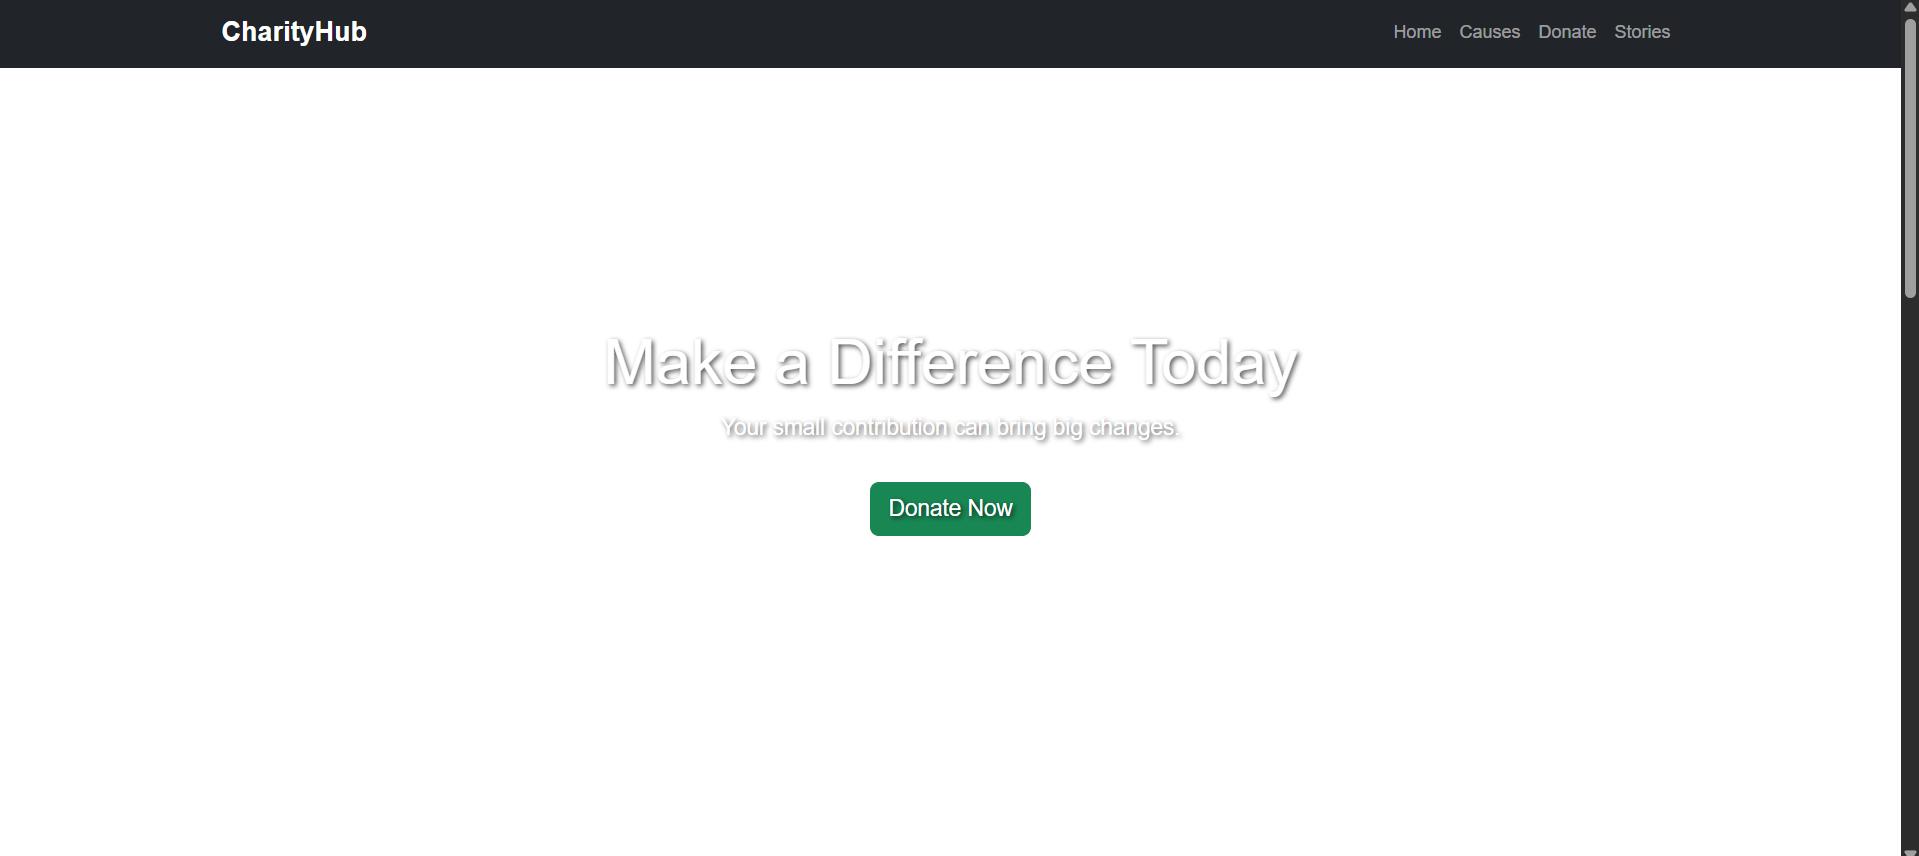 CharityHub
Home Causes Donate Stories
Make a Difference Today
Your small contribution can bring big changes.
Donate Now